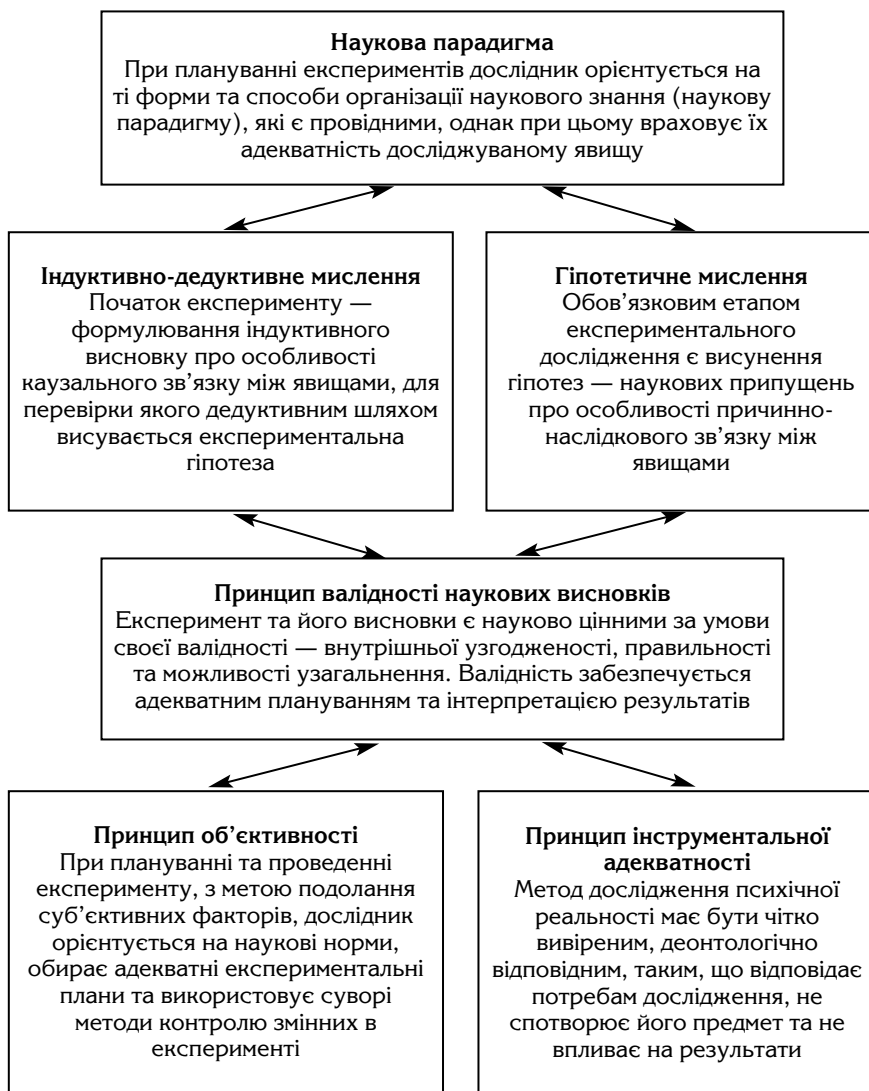 Наукова парадигма
При плануванні експериментів дослідник орієнтується на
ті форми та способи організації наукового знання (наукову
парадигму), які є провідними, однак при цьому враховує їх
адекватність досліджуваному явищу
Індуктивно-дедуктивне мислення
Початок експерименту —
формулювання індуктивного
висновку про особливості
каузального зв’язку між явищами, для
перевірки якого дедуктивним шляхом
висувається експериментальна
гіпотеза
Гіпотетичне мислення
Обов’язковим етапом
експериментального
дослідження є висунення
гіпотез — наукових припущень
про особливості причинно-
наслідкового зв’язку між
явищами
Принцип валідності наукових висновків
Експеримент та його висновки є науково цінними за умови
своєї валідності — внутрішньої узгодженості, правильності
та можливості узагальнення. Валідність забезпечується
адекватним плануванням та інтерпретацією результатів
Принцип об’єктивності
При плануванні та проведенні
експерименту, з метою подолання
суб’єктивних факторів, дослідник
орієнтується на наукові норми,
обирає адекватні експериментальні
плани та використовує суворі
методи контролю змінних в
експерименті
Принцип інструментальної
адекватності
Метод дослідження психічної
реальності має бути чітко
вивіреним, деонтологічно
відповідним, таким, що відповідає
потребам дослідження, не
спотворює його предмет та не
впливає на результати